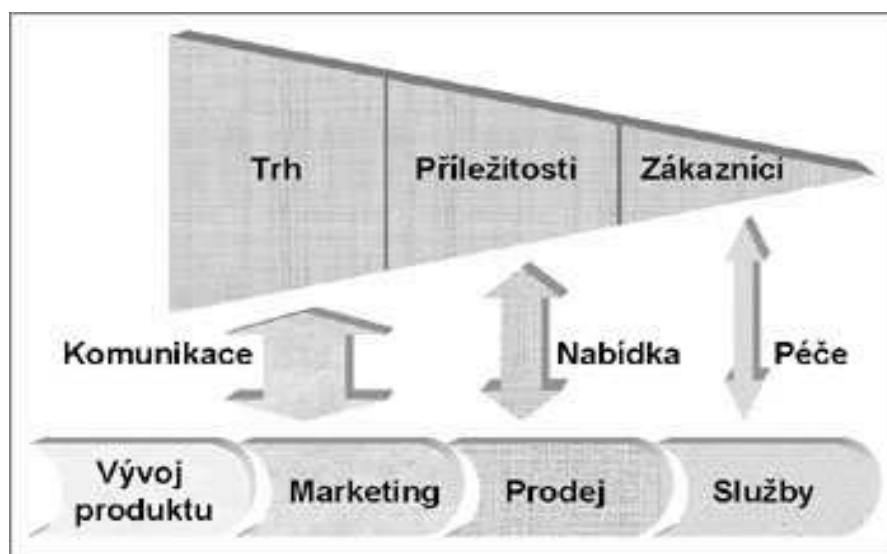 Trh
Příležitosti
Zákazníci
Komunikace
Nabídka
Péče
Vývoj
produktu
Marketing
Prodej
Služby